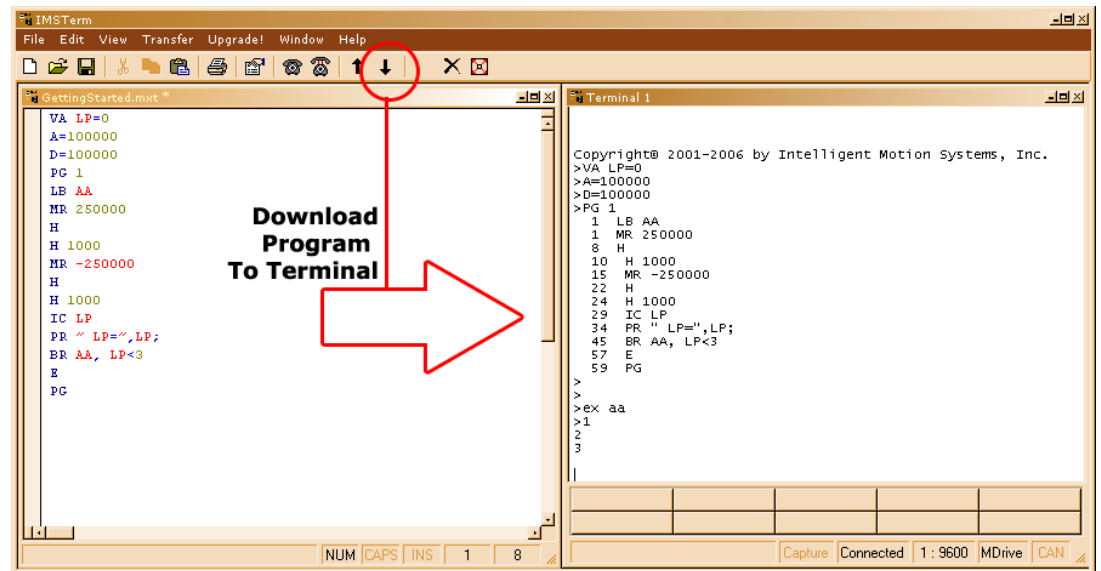 IMSTerm
File Edit View Transfer Upgrade! Window Help
GettingStarted.mxt *
VA LP=0
A=100000
D=100000
PG 1
LB AA
MR 250000
H
H 1000
MR -250000
H
H 1000
IC LP
PR " LP=",LP;
BR AA, LP<3
E
PG
Download
Program
To Terminal
NUM CAPS INS 1 8
Terminal 1
Copyright® 2001-2006 by Intelligent Motion Systems, Inc.
>VA LP=0
>A=100000
>D=100000
>PG 1
1 LB AA
1 MR 250000
8 H
10 H 1000
15 MR -250000
22 H
24 H 1000
29 IC LP
34 PR " LP=",LP;
45 BR AA, LP<3
57 E
59 PG
>
>
>ex aa
>1
2
3
Capture Connected 1 : 9600 MDrive CAN